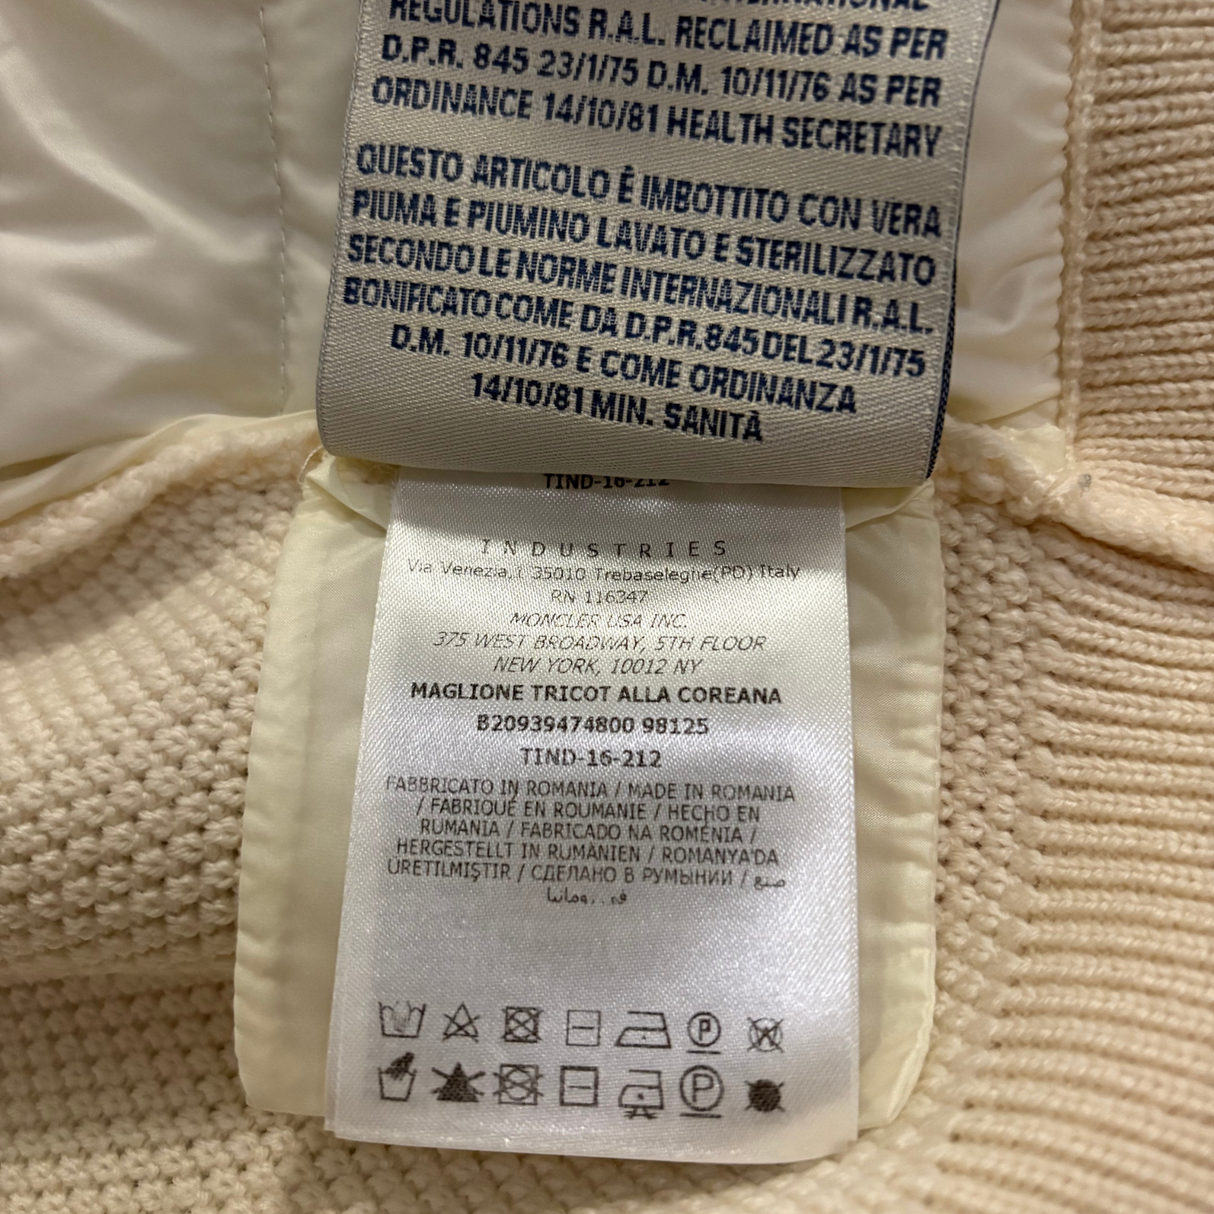 REGULATIONS R.A.L. RECLAIMED AS PER
D.P.R. 845 23/1/75 D.M. 10/11/76 AS PER
ORDINANCE 14/10/81 HEALTH SECRETARY
QUESTO ARTICOLO È IMBOTTITO CON VERA
PIUMA E PIUMINO LAVATO E STERILIZZATO
SECONDO LE NORME INTERNAZIONALI R.A.L.
BONIFICATO COME DA D.P.R. 845 DEL 23/1/75
D.M. 10/11/76 E COME ORDINANZA
14/10/81 MIN. SANITÀ
TIND-16-212
INDUSTRIES
Via Venezia,1 35010 Trebaselegne(PD) Italy
RN 116347
MONCLER USA INC.
375 WEST BROADWAY, 5TH FLOOR
NEW YORK, 10012 NY
MAGLIONE TRICOT ALLA COREANA
B20939474800 98125
TIND-16-212
FABBRICATO IN ROMANIA / MADE IN ROMANIA
/ FABRIQUÉ EN ROUMANIE / HECHO EN
RUMANIA / FABRICADO NA ROMÉNIA /
HERGESTELLT IN RUMÄNIEN / ROMANYA'DA
ÜRETILMIŞTIR / СДЕЛАНО В РУМЫНИИ / صنع
P
P